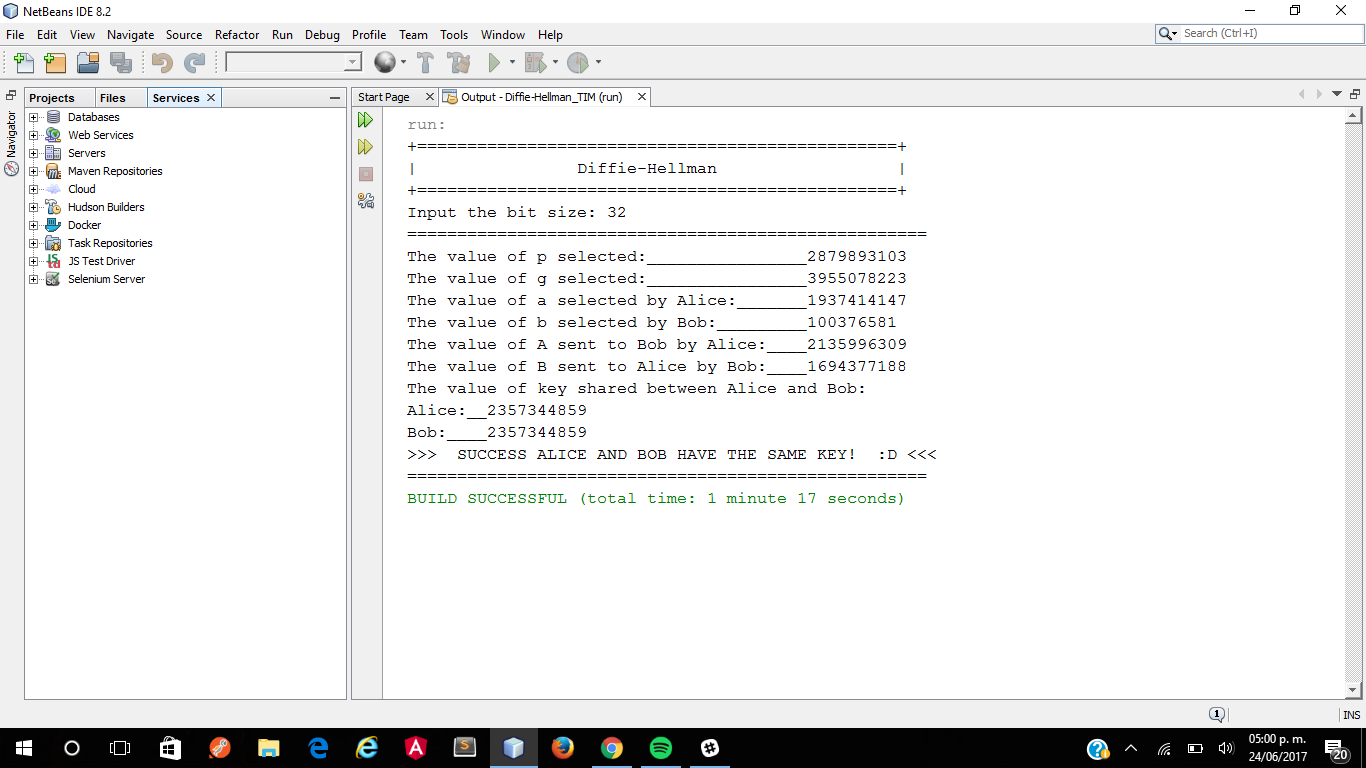 NetBeans IDE 8.2
File Edit View Navigate Source Refactor Run Debug Profile Team Tools Window Help
Search (Ctrl+I)
Projects Files Services
Start Page Output - Diffie-Hellman_TIM (run)
Navigator
Databases
Web Services
Servers
Maven Repositories
Cloud
Hudson Builders
Docker
Task Repositories
JS Test Driver
Selenium Server
run:
+================================================+
| Diffie-Hellman |
+================================================+
Input the bit size: 32
====================================================
The value of p selected:________________2879893103
The value of g selected:________________3955078223
The value of a selected by Alice:_______1937414147
The value of b selected by Bob:_________100376581
The value of A sent to Bob by Alice:____2135996309
The value of B sent to Alice by Bob:____1694377188
The value of key shared between Alice and Bob:
Alice:__2357344859
Bob:____2357344859
>>>  SUCCESS ALICE AND BOB HAVE THE SAME KEY!  :D <<<
====================================================
BUILD SUCCESSFUL (total time: 1 minute 17 seconds)
1
INS
05:00 p. m.
24/06/2017
20